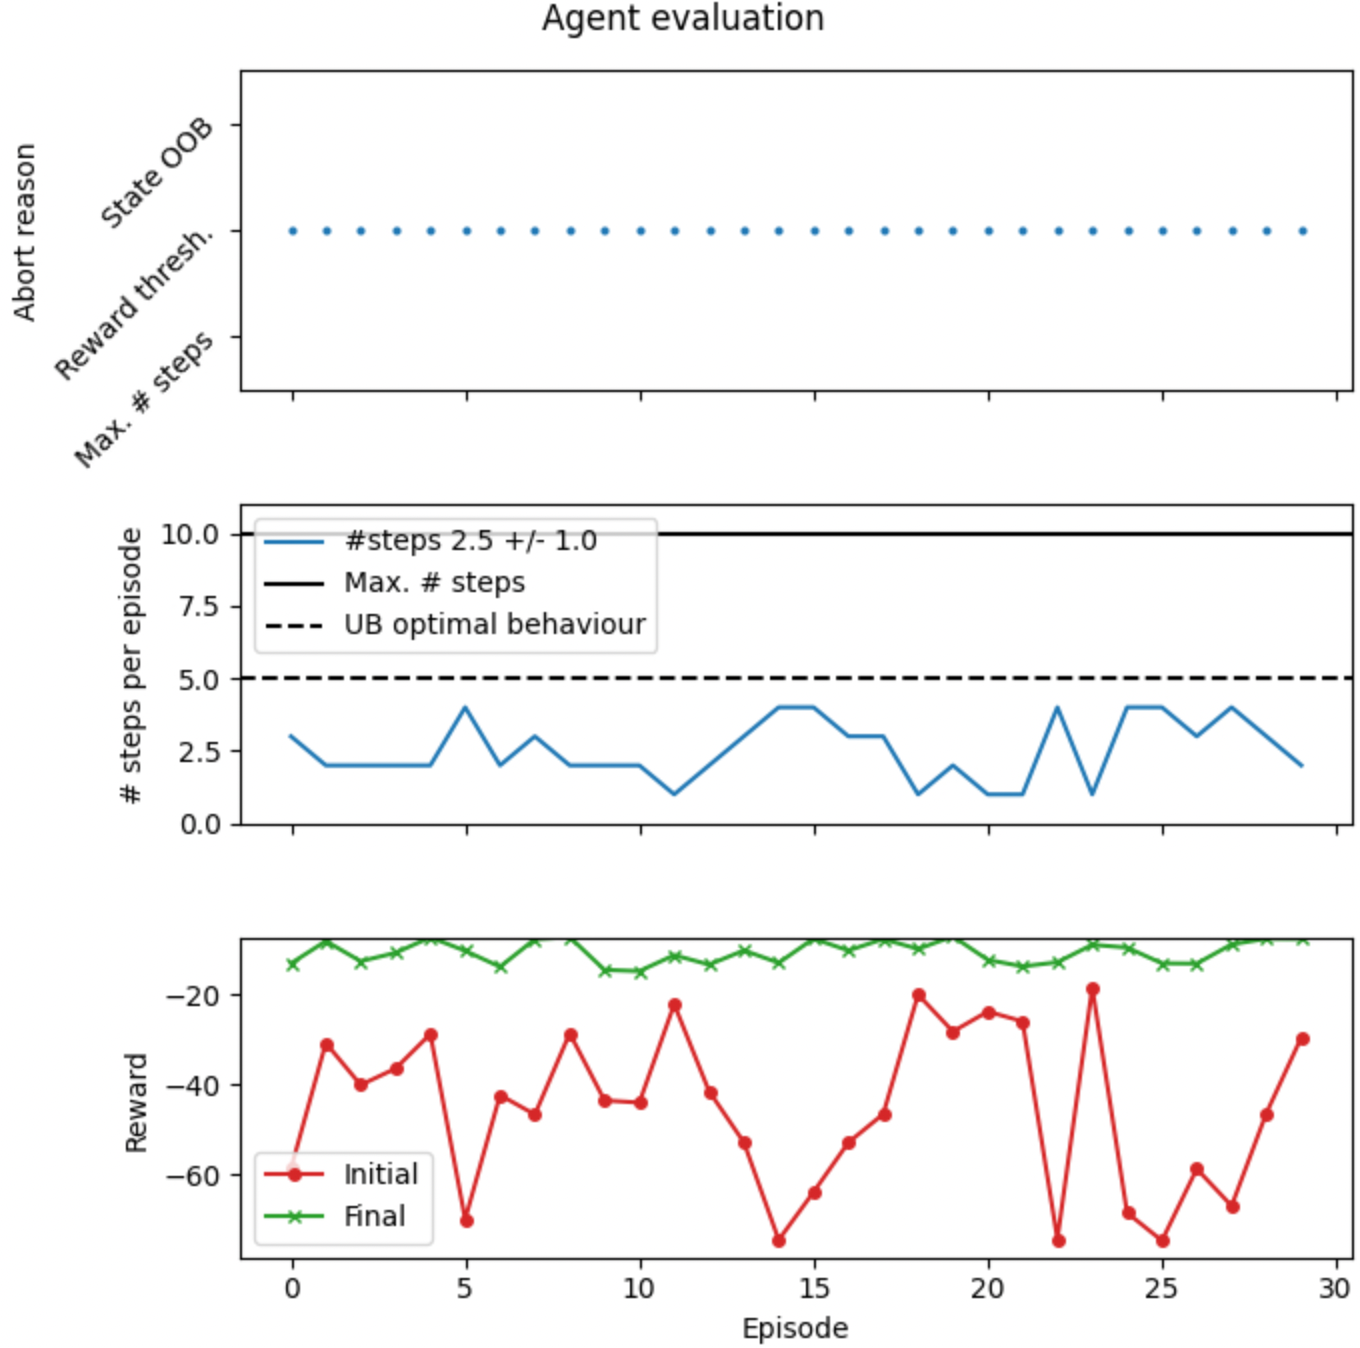 Agent evaluation
Abort reason
State OOB
Reward thresh.
Max. # steps
# steps per episode
10.0
7.5
5.0
2.5
0.0
#steps 2.5 +/- 1.0
Max. # steps
UB optimal behaviour
Reward
−20
−40
−60
Initial
Final
0 5 10 15 20 25 30
Episode